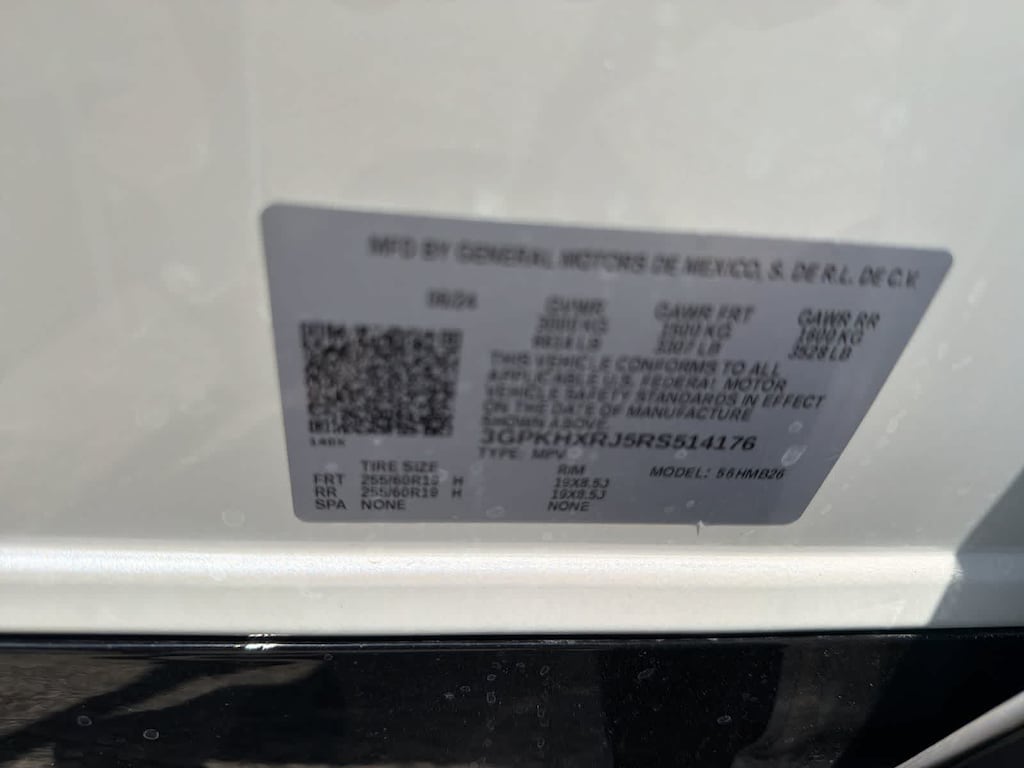 MFD BY GENERAL MOTORS DE MEXICO, S. DE R.L. DE C.V.
GVWR GAWR FRT GAWR RR
1500 KG 1600 KG
6614 LB 3307 LB 3528 LB
THIS VEHICLE CONFORMS TO ALL
APPLICABLE U.S. FEDERAL MOTOR
VEHICLE SAFETY STANDARDS IN EFFECT
ON THE DATE OF MANUFACTURE
SHOWN ABOVE.
3GPKHXRJ5RS514176
TYPE: MPV MODEL: 56HMB26
TIRE SIZE RIM
FRT 255/60R19 H 19X8.5J
RR 255/60R19 H 19X8.5J
SPA NONE NONE